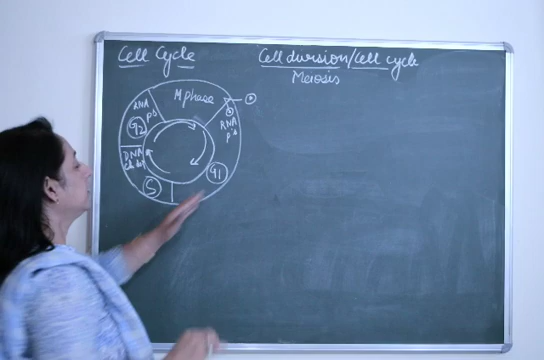 Cell Cycle
Cell division/cell cycle
Meiosis
M phase
RNA
G2
RNA
DNA
G1
S